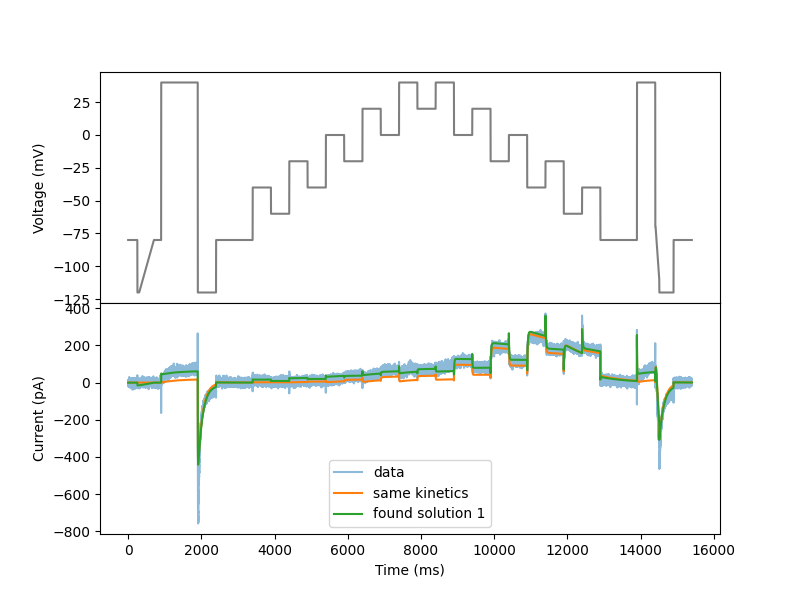 25
0
−25
−50
−75
−100
−125
Voltage (mV)
400
200
0
−200
−400
−600
−800
Current (pA)
data
same kinetics
found solution 1
0 2000 4000 6000 8000 10000 12000 14000 16000
Time (ms)